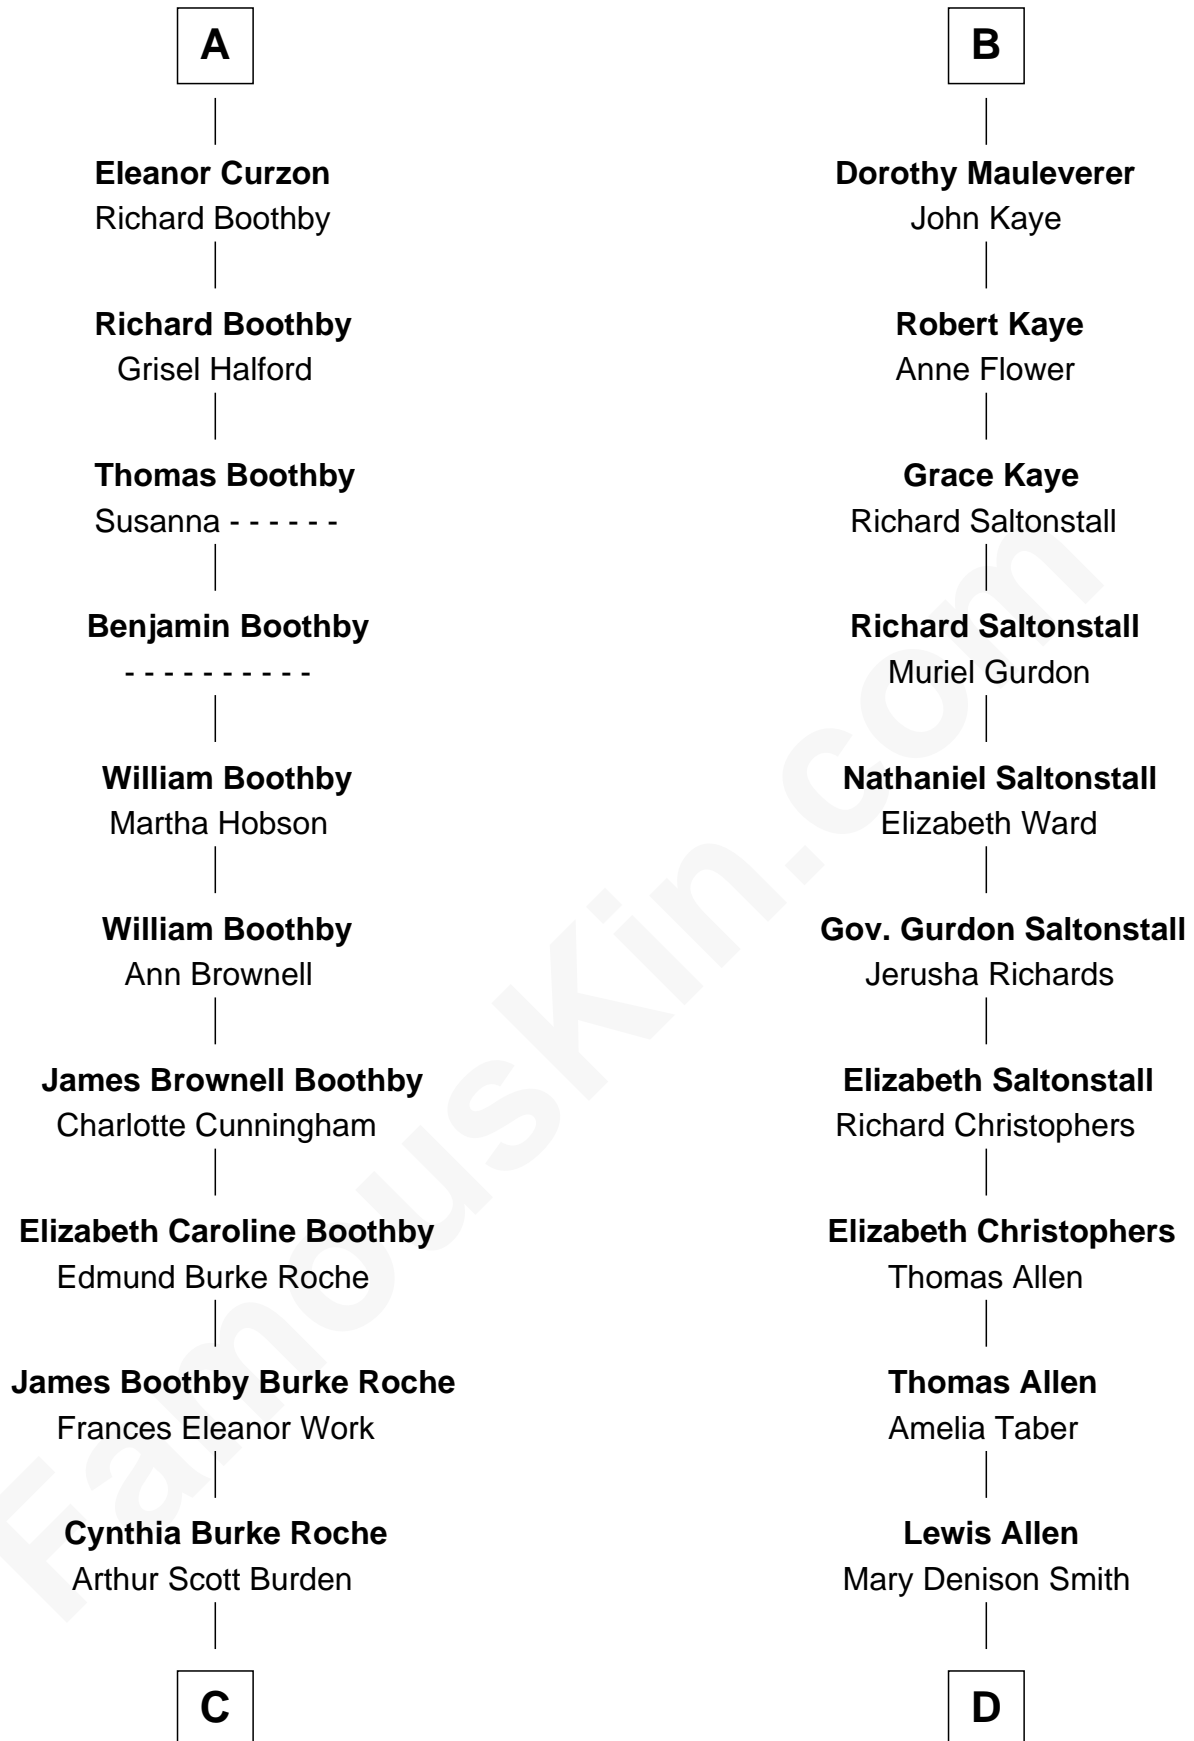 A
Eleanor Curzon
Richard Boothby
Richard Boothby
Grisel Halford
Thomas Boothby
Susanna - - - - - -
Benjamin Boothby
- - - - - - - - - -
William Boothby
Martha Hobson
William Boothby
Ann Brownell
James Brownell Boothby
Charlotte Cunningham
Elizabeth Caroline Boothby
Edmund Burke Roche
James Boothby Burke Roche
Frances Eleanor Work
Cynthia Burke Roche
Arthur Scott Burden
C
B
Dorothy Mauleverer
John Kaye
Robert Kaye
Anne Flower
Grace Kaye
Richard Saltonstall
Richard Saltonstall
Muriel Gurdon
Nathaniel Saltonstall
Elizabeth Ward
Gov. Gurdon Saltonstall
Jerusha Richards
Elizabeth Saltonstall
Richard Christophers
Elizabeth Christophers
Thomas Allen
Thomas Allen
Amelia Taber
Lewis Allen
Mary Denison Smith
D
FamousKin.com